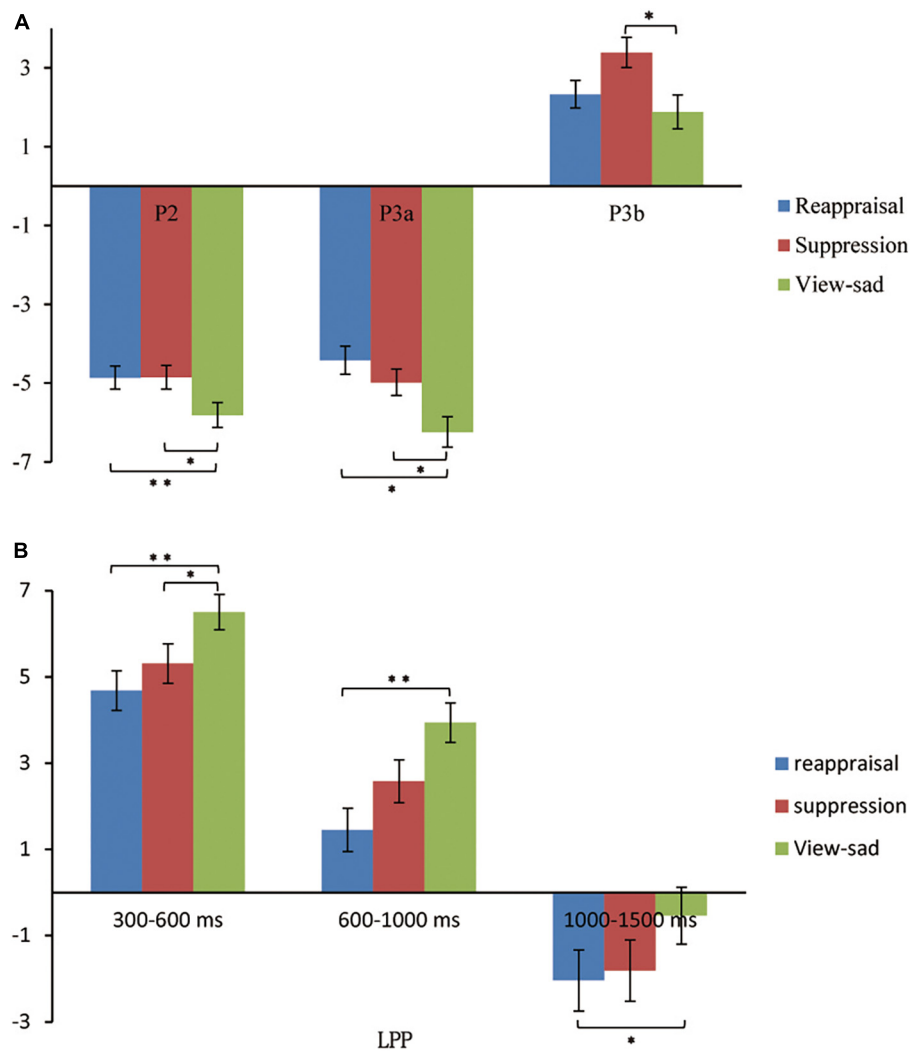 A
*
3
1
P2 P3a P3b
-1
-3
-5
-7
*
**
*
*
Reappraisal
Suppression
View-sad
B
**
*
**
7
5
3
1
-1
-3
300-600 ms 600-1000 ms 1000-1500 ms
*
LPP
reappraisal
suppression
View-sad